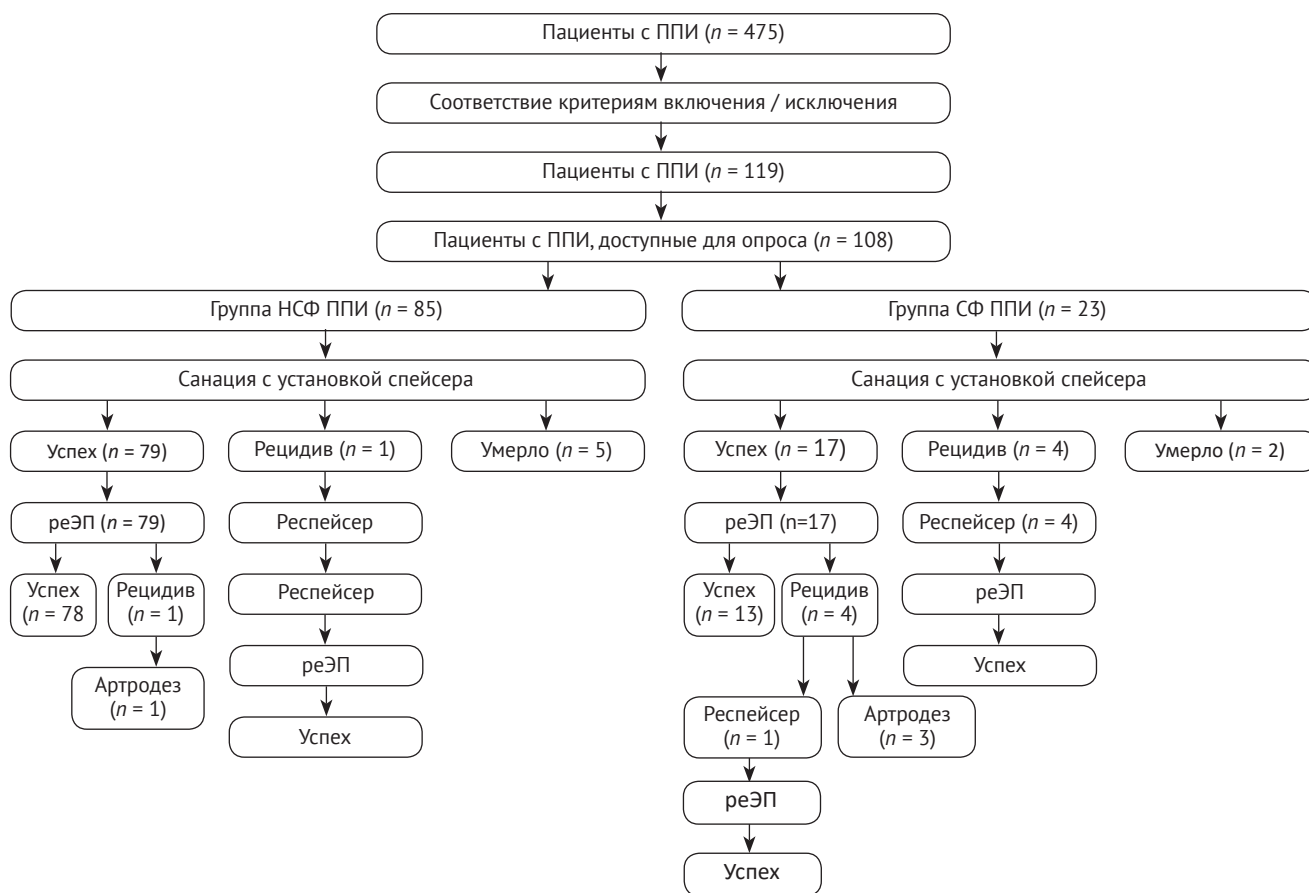 Пациенты с ППИ (n = 475)
Соответствие критериям включения / исключения
Пациенты с ППИ (n = 119)
Пациенты с ППИ, доступные для опроса (n = 108)
Группа НСФ ППИ (n = 85)
Санация с установкой спейсера
Успех (n = 79)
Рецидив (n = 1)
Умерло (n = 5)
реЭП (n = 79)
Респейсер
Успех
(n = 78
Рецидив
(n = 1)
Респейсер
Артродез
(n = 1)
реЭП
Успех
Группа СФ ППИ (n = 23)
Санация с установкой спейсера
Успех (n = 17)
Рецидив (n = 4)
Умерло (n = 2)
реЭП (n=17)
Респейсер (n = 4)
Успех
(n = 13)
Рецидив
(n = 4)
реЭП
Успех
Респейсер
(n = 1)
Артродез
(n = 3)
реЭП
Успех